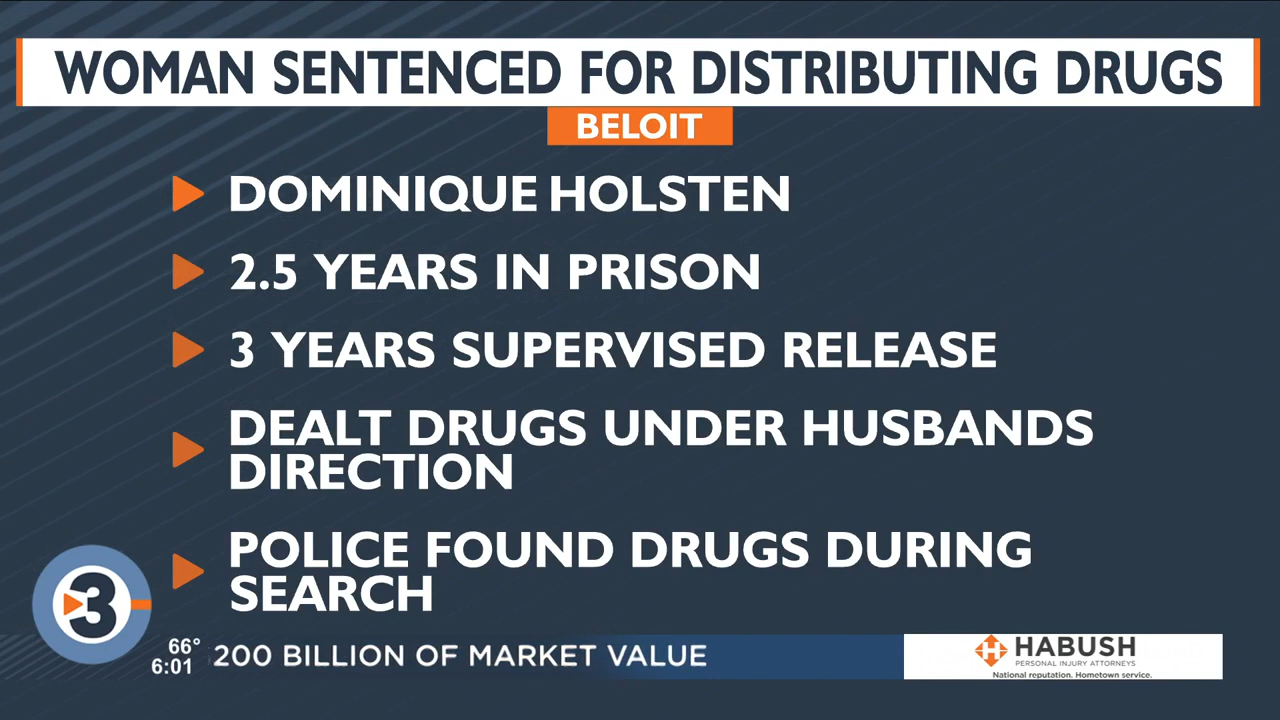 WOMAN SENTENCED FOR DISTRIBUTING DRUGS
BELOIT
DOMINIQUE HOLSTEN
2.5 YEARS IN PRISON
3 YEARS SUPERVISED RELEASE
DEALT DRUGS UNDER HUSBANDS
DIRECTION
POLICE FOUND DRUGS DURING
SEARCH
3
66°
6:01
200 BILLION OF MARKET VALUE
HABUSH
PERSONAL INJURY ATTORNEYS
National reputation. Hometown service.